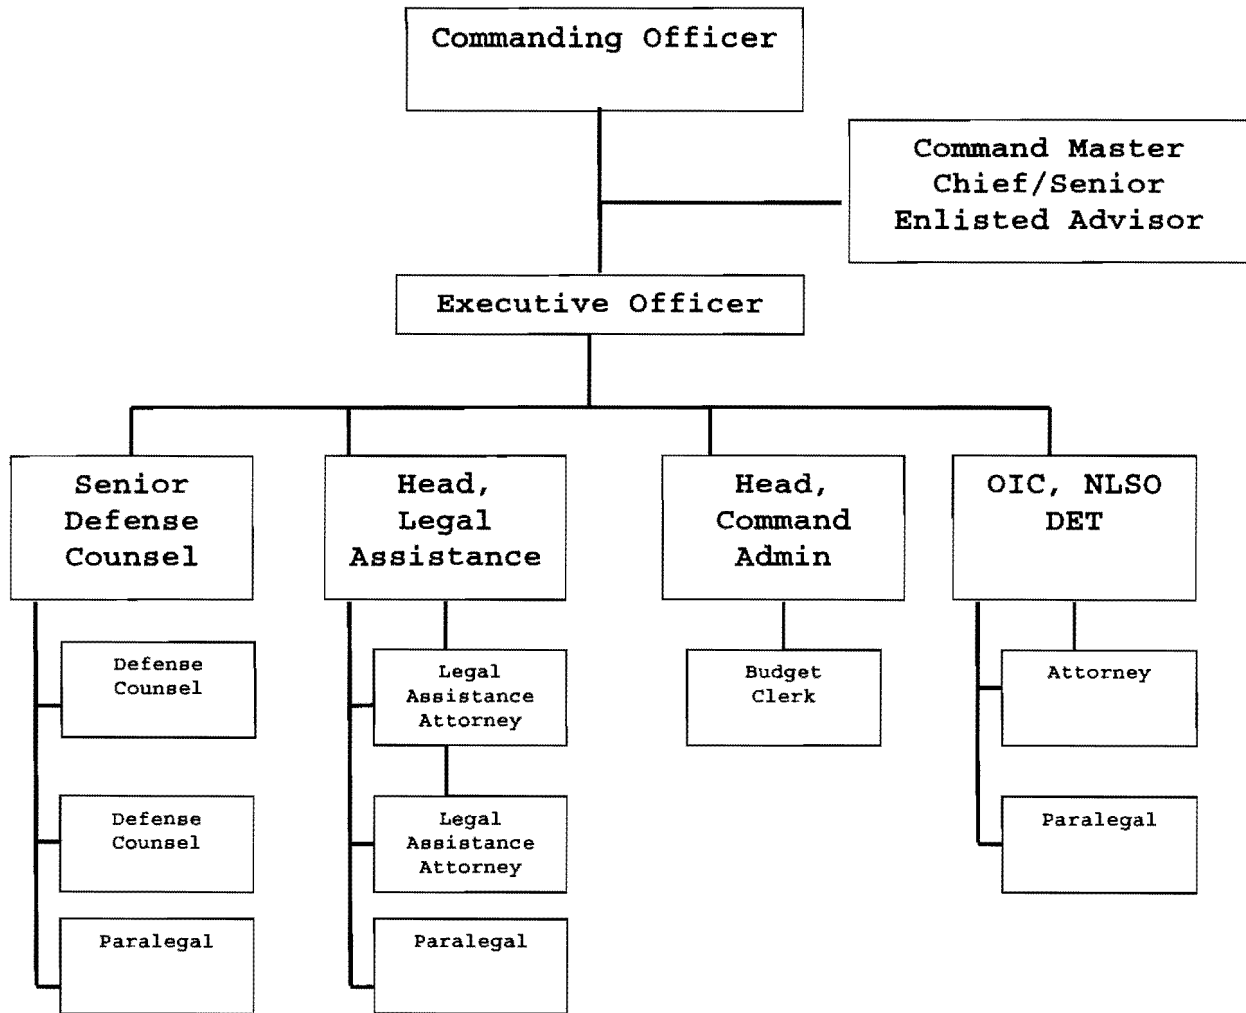 Commanding Officer
Command Master
Chief/Senior
Enlisted Advisor
Executive Officer
Senior
Defense
Counsel
Head,
Legal
Assistance
Head,
Command
Admin
OIC, NLSO
DET
Defense
Counsel
Legal
Assistance
Attorney
Budget
Clerk
Attorney
Defense
Counsel
Legal
Assistance
Attorney
Paralegal
Paralegal
Paralegal